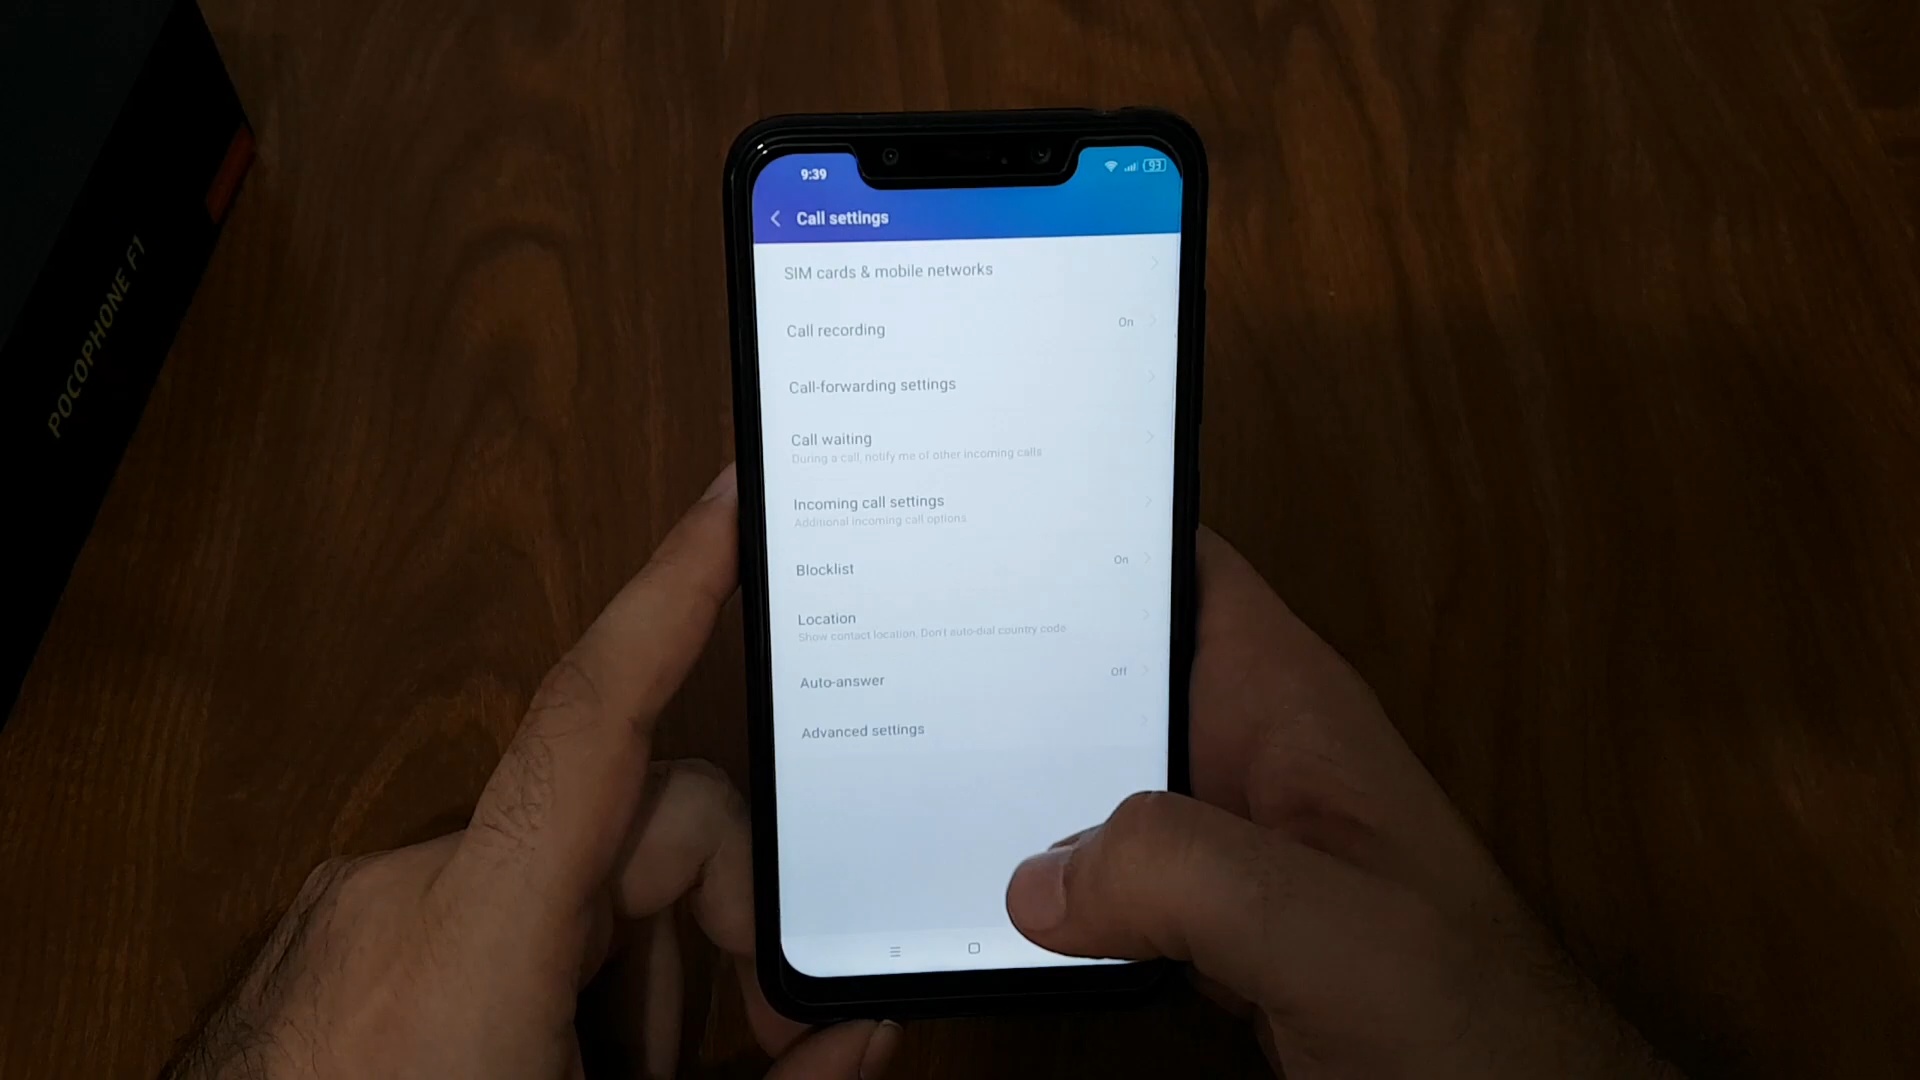 POCOPHONE F1
9:39
93
Call settings
SIM cards & mobile networks
Call recording
On
Call-forwarding settings
Call waiting
During a call, notify me of other incoming calls
Incoming call settings
Additional incoming call options
Blocklist
On
Location
Show contact location. Don't auto-dial country code
Auto-answer
Off
Advanced settings